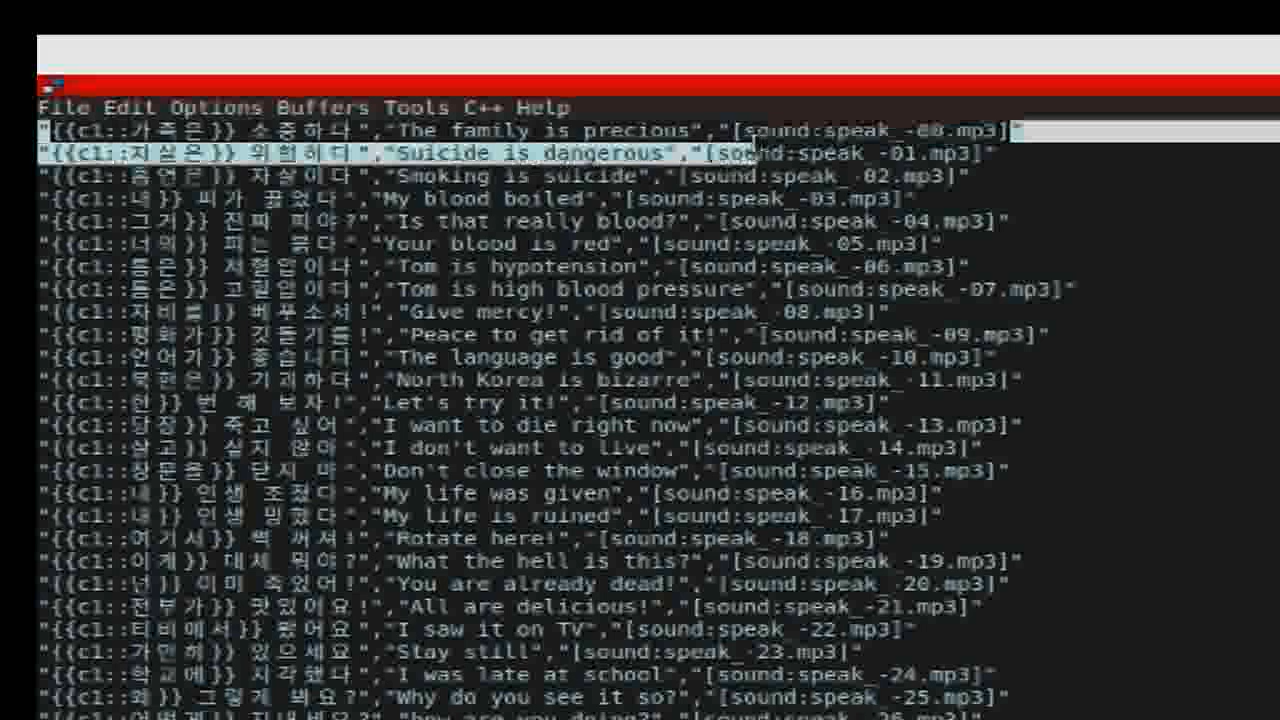 File Edit Options Buffers Tools C++ Help
"{{c1::가족은}} 소중하다","The family is precious","[sound:speak_-00.mp3]"
"{{c1::자살은}} 위험하다","Suicide is dangerous","[sound:speak_-01.mp3]"
"{{c1::흡연은}} 자살이다","Smoking is suicide","[sound:speak_-02.mp3]"
"{{c1::내}} 피가 끓었다","My blood boiled","[sound:speak_-03.mp3]"
"{{c1::그거}} 진짜 피야?","Is that really blood?","[sound:speak_-04.mp3]"
"{{c1::너의}} 피는 붉다","Your blood is red","[sound:speak_-05.mp3]"
"{{c1::톰은}} 저혈압이다","Tom is hypotension","[sound:speak_-06.mp3]"
"{{c1::톰은}} 고혈압이다","Tom is high blood pressure","[sound:speak_-07.mp3]"
"{{c1::자비를}} 베푸소서!","Give mercy!","[sound:speak_-08.mp3]"
"{{c1::평화가}} 깃들기를!","Peace to get rid of it!","[sound:speak_-09.mp3]"
"{{c1::언어가}} 좋습니다","The language is good","[sound:speak_-10.mp3]"
"{{c1::북한은}} 기괴하다","North Korea is bizarre","[sound:speak_-11.mp3]"
"{{c1::한}} 번 해 보자!","Let's try it!","[sound:speak_-12.mp3]"
"{{c1::당장}} 죽고 싶어","I want to die right now","[sound:speak_-13.mp3]"
"{{c1::살고}} 싶지 않아","I don't want to live","[sound:speak_-14.mp3]"
"{{c1::창문을}} 닫지 마","Don't close the window","[sound:speak_-15.mp3]"
"{{c1::내}} 인생 조졌다","My life was given","[sound:speak_-16.mp3]"
"{{c1::내}} 인생 망했다","My life is ruined","[sound:speak_-17.mp3]"
"{{c1::여기서}} 썩 꺼져!","Rotate here!","[sound:speak_-18.mp3]"
"{{c1::이게}} 대체 뭐야?","What the hell is this?","[sound:speak_-19.mp3]"
"{{c1::넌}} 이미 죽었어!","You are already dead!","[sound:speak_-20.mp3]"
"{{c1::전부가}} 맛있어요!","All are delicious!","[sound:speak_-21.mp3]"
"{{c1::티비에서}} 봤어요","I saw it on TV","[sound:speak_-22.mp3]"
"{{c1::가만히}} 있으세요","Stay still","[sound:speak_-23.mp3]"
"{{c1::학교에}} 지각했다","I was late at school","[sound:speak_-24.mp3]"
"{{c1::왜}} 그렇게 봐요?","Why do you see it so?","[sound:speak_-25.mp3]"